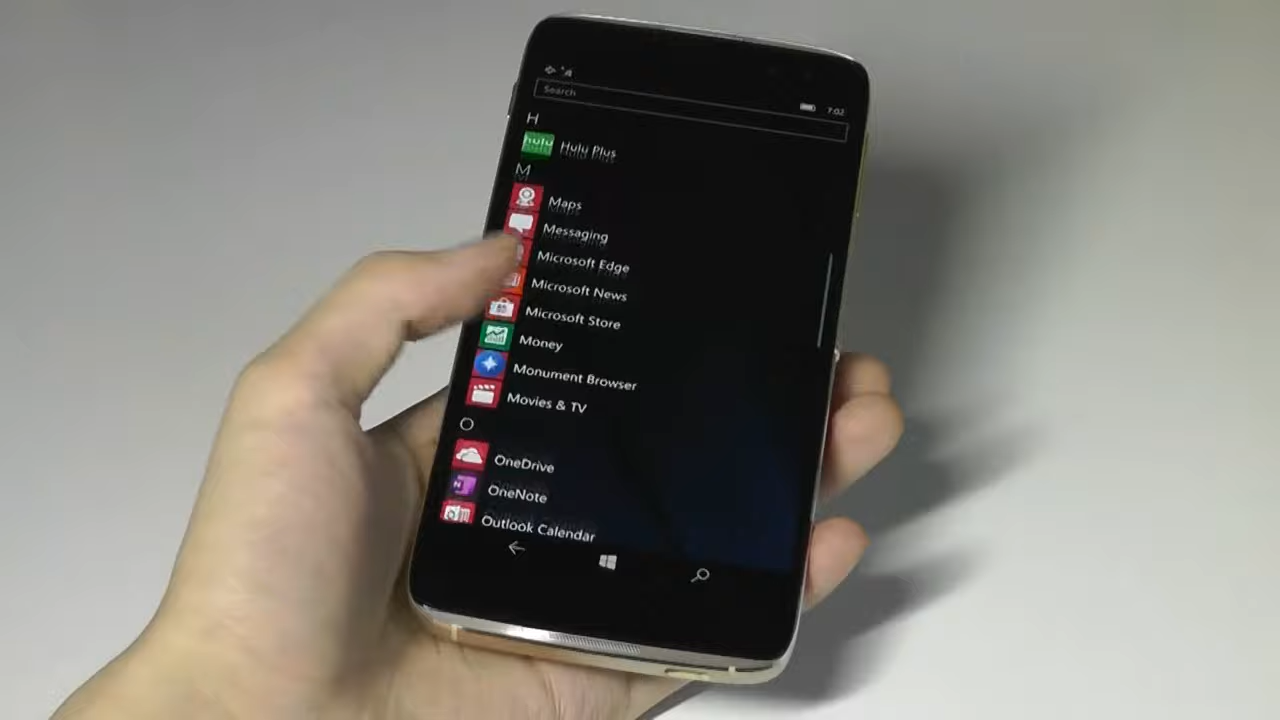 7:02
Search
H
hulu
Hulu Plus
M
Maps
Messaging
Microsoft Edge
Microsoft News
Microsoft Store
Money
Monument Browser
Movies & TV
O
OneDrive
N
OneNote
Outlook Calendar